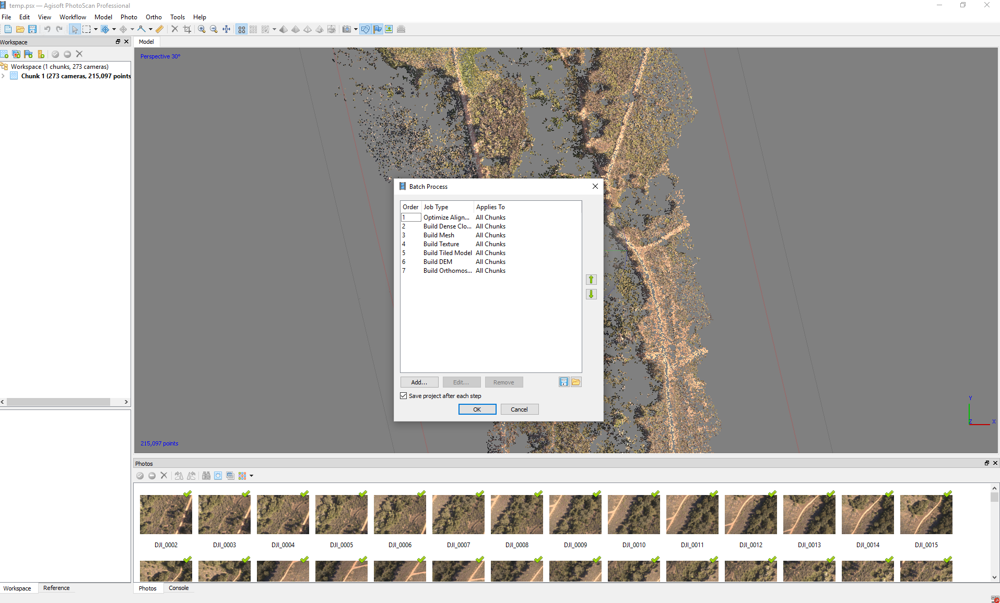 temp.psx — Agisoft PhotoScan Professional
File Edit View Workflow Model Photo Ortho Tools Help
Workspace
Workspace (1 chunks, 273 cameras)
Chunk 1 (273 cameras, 215,097 points
Model
Perspective 30°
Batch Process
Order Job Type Applies To
1 Optimize Align... All Chunks
2 Build Dense Clo... All Chunks
3 Build Mesh All Chunks
4 Build Texture All Chunks
5 Build Tiled Model All Chunks
6 Build DEM All Chunks
7 Build Orthomos... All Chunks
Add... Edit... Remove
Save project after each step
OK Cancel
Y
Z X
215,097 points
Photos
DJI_0002 DJI_0003 DJI_0004 DJI_0005 DJI_0006 DJI_0007 DJI_0008 DJI_0009 DJI_0010 DJI_0011 DJI_0012 DJI_0013 DJI_0014 DJI_0015
Workspace Reference
Photos Console